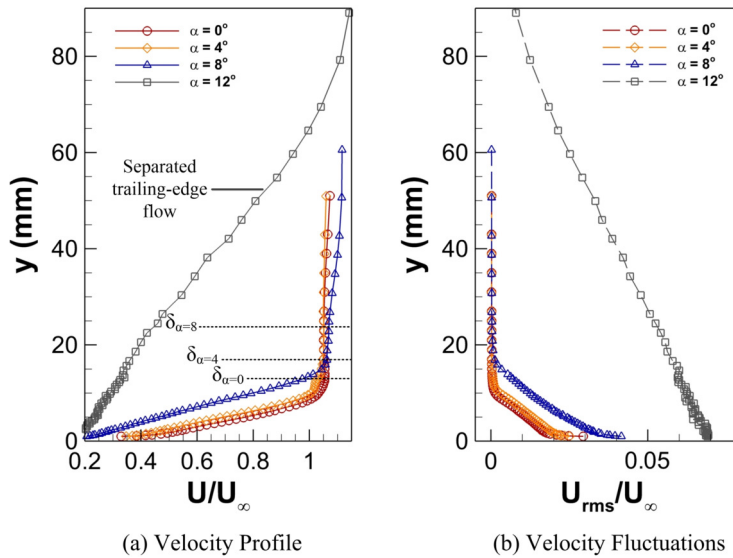 α = 0°
α = 4°
α = 8°
α = 12°
80
60
40
20
0
y (mm)
Separated
trailing-edge
flow
δα=8
δα=4
δα=0
0.2
0.4
0.6
0.8
1
U/U∞
(a) Velocity Profile
α = 0°
α = 4°
α = 8°
α = 12°
80
60
40
20
0
y (mm)
0
0.05
Urms/U∞
(b) Velocity Fluctuations